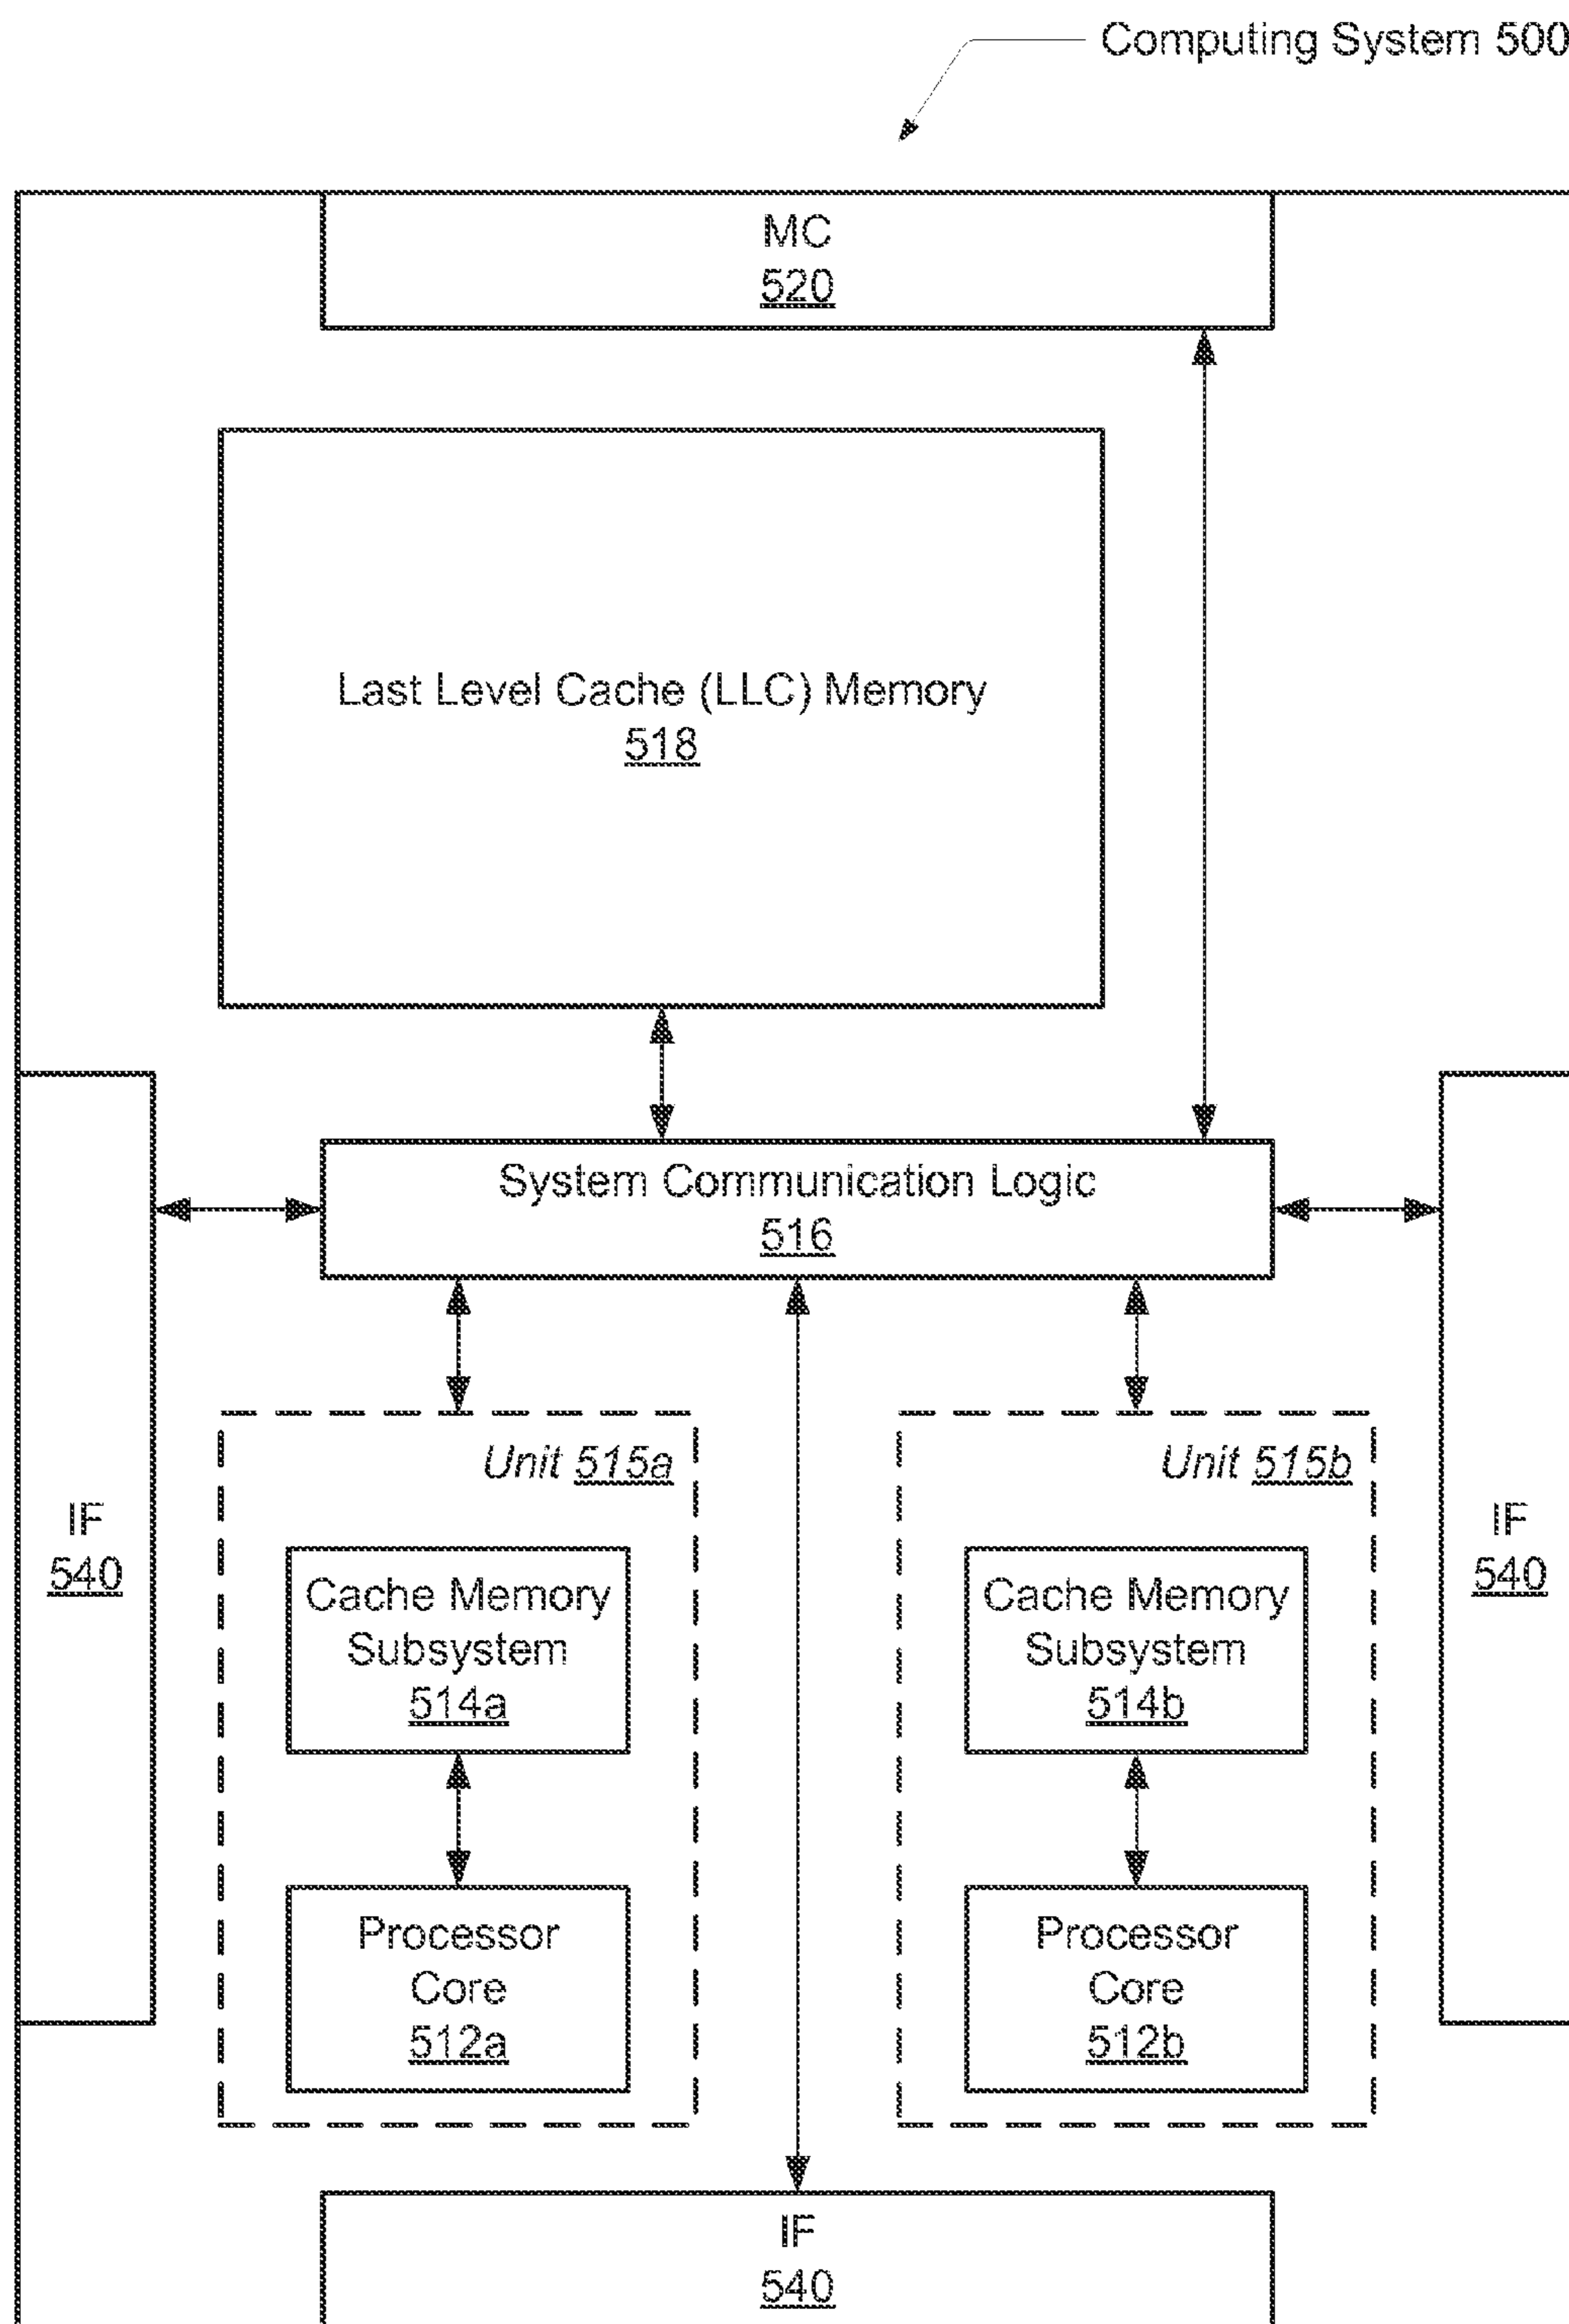 Computing System 500
MC
520
Last Level Cache (LLC) Memory
518
System Communication Logic
516
IF
540
Unit 515a
Cache Memory
Subsystem
514a
Processor
Core
512a
Unit 515b
Cache Memory
Subsystem
514b
Processor
Core
512b
IF
540
IF
540